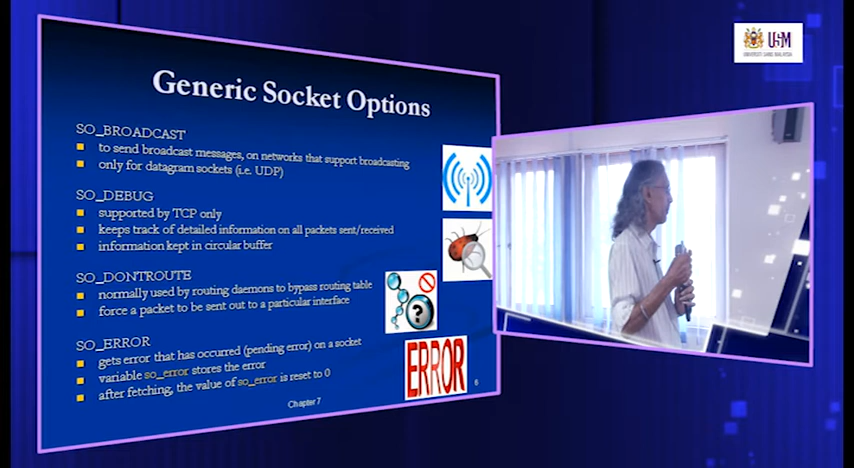 USM
UNIVERSITI SAINS MALAYSIA
Generic Socket Options
SO_BROADCAST
to send broadcast messages, on networks that support broadcasting
only for datagram sockets (i.e. UDP)
SO_DEBUG
supported by TCP only
keeps track of detailed information on all packets sent/received
information kept in circular buffer
SO_DONTROUTE
normally used by routing daemons to bypass routing table
force a packet to be sent out to a particular interface
?
SO_ERROR
gets error that has occurred (pending error) on a socket
variable so_error stores the error
after fetching, the value of so_error is reset to 0
ERROR
Chapter 7
6